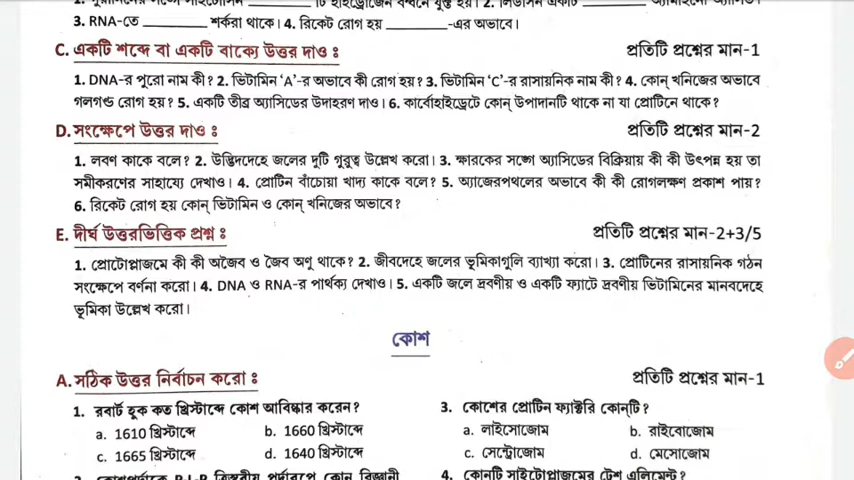 3. RNA-তে ________ শর্করা থাকে। 4. রিকেট রোগ হয় ________-এর অভাবে।
C. একটি শব্দে বা একটি বাক্যে উত্তর দাও : প্রতিটি প্রশ্নের মান-1
1. DNA-র পুরো নাম কী? 2. ভিটামিন ‘A’-র অভাবে কী রোগ হয়? 3. ভিটামিন ‘C’-র রাসায়নিক নাম কী? 4. কোন্ খনিজের অভাবে
গলগণ্ড রোগ হয়? 5. একটি তীব্র অ্যাসিডের উদাহরণ দাও। 6. কার্বোহাইড্রেটে কোন্ উপাদানটি থাকে না যা প্রোটিনে থাকে?
D. সংক্ষেপে উত্তর দাও : প্রতিটি প্রশ্নের মান-2
1. লবণ কাকে বলে? 2. উদ্ভিদদেহে জলের দুটি গুরুত্ব উল্লেখ করো। 3. ক্ষারকের সঙ্গে অ্যাসিডের বিক্রিয়ায় কী কী উৎপন্ন হয় তা
সমীকরণের সাহায্যে দেখাও। 4. প্রোটিন বাঁচোয়া খাদ্য কাকে বলে? 5. অ্যাজেরপথলের অভাবে কী কী রোগলক্ষণ প্রকাশ পায়?
6. রিকেট রোগ হয় কোন্ ভিটামিন ও কোন্ খনিজের অভাবে?
E. দীর্ঘ উত্তরভিত্তিক প্রশ্ন : প্রতিটি প্রশ্নের মান-2+3/5
1. প্রোটোপ্লাজমে কী কী অজৈব ও জৈব অণু থাকে? 2. জীবদেহে জলের ভূমিকাগুলি ব্যাখ্যা করো। 3. প্রোটিনের রাসায়নিক গঠন
সংক্ষেপে বর্ণনা করো। 4. DNA ও RNA-র পার্থক্য দেখাও। 5. একটি জলে দ্রবণীয় ও একটি ফ্যাটে দ্রবণীয় ভিটামিনের মানবদেহে
ভূমিকা উল্লেখ করো।
কোশ
A. সঠিক উত্তর নির্বাচন করো : প্রতিটি প্রশ্নের মান-1
1. রবার্ট হুক কত খ্রিস্টাব্দে কোশ আবিষ্কার করেন?
a. 1610 খ্রিস্টাব্দে b. 1660 খ্রিস্টাব্দে
c. 1665 খ্রিস্টাব্দে d. 1640 খ্রিস্টাব্দে
3. কোশের প্রোটিন ফ্যাক্টরি কোন্‌টি?
a. লাইসোজোম b. রাইবোজোম
c. সেন্ট্রোজোম d. মেসোজোম